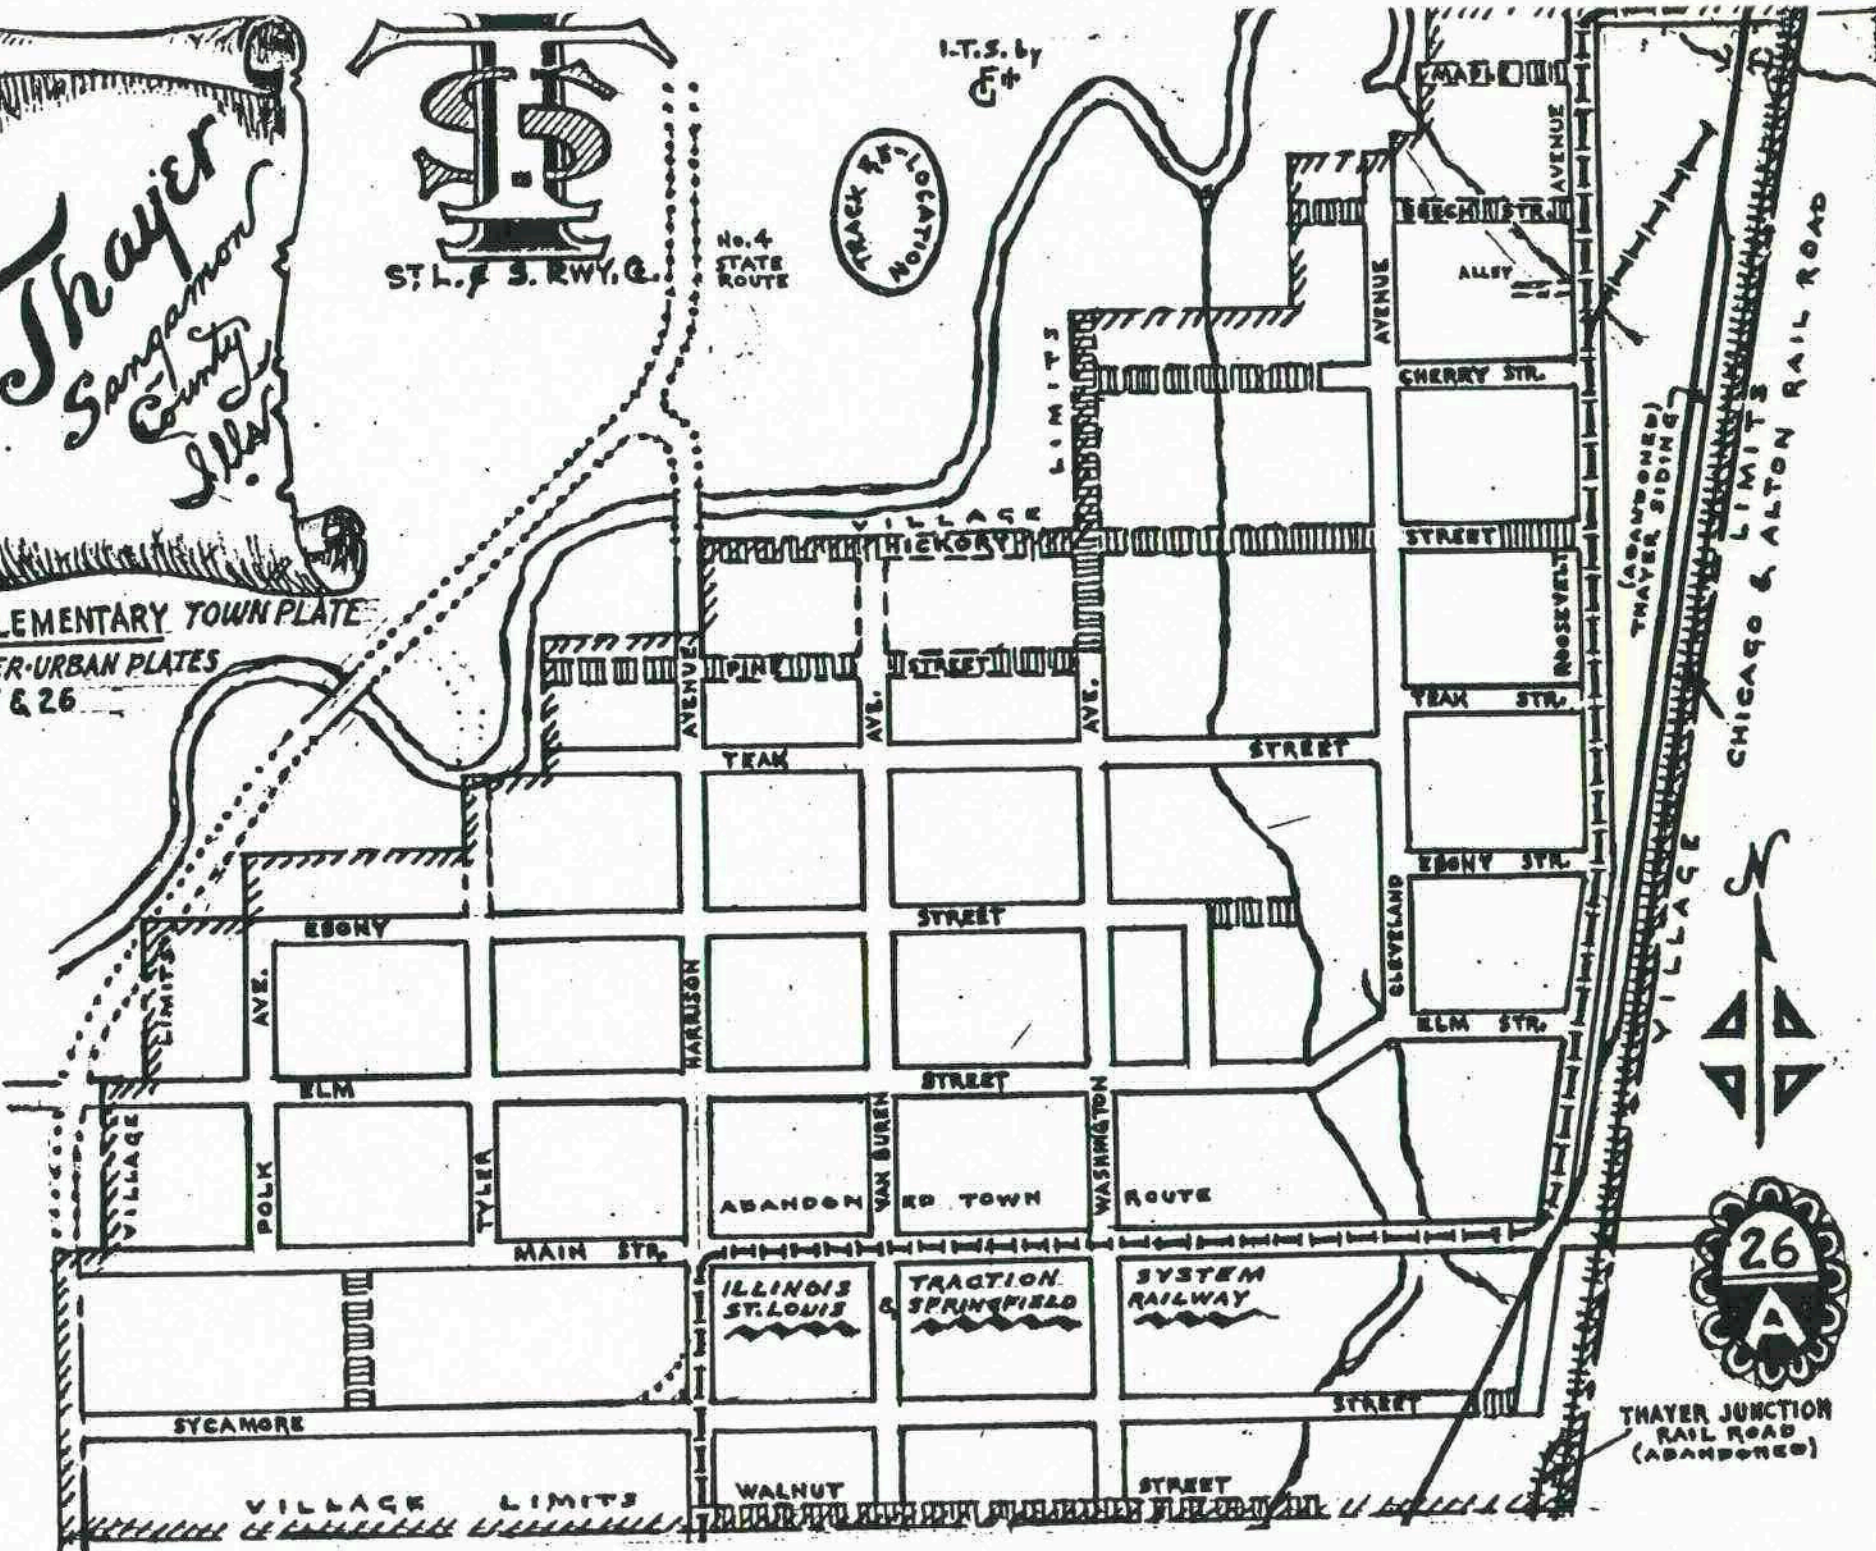 Thayer
Sangamon
County
Ills.
LEMENTARY TOWN PLATE
ER-URBAN PLATES
& 26
ST. L. & S. RWY. Co.
I.T.S. by
No. 4
STATE
ROUTE
TRACK RE-LOCATION
MAPLE
AVENUE
BEECH STR.
ALLEY
AVENUE
CHERRY STR.
LIMITS
VILLAGE
HICKORY
STREET
ROOSEVELT
(ABANDONED)
THAYER SIDING
LIMITS
CHICAGO & ALTON RAIL ROAD
VILLAGE
PINE
STREET
AVENUE
AVE.
AVE.
TEAK
STREET
TEAK STR.
EBONY STR.
EBONY
STREET
CLEVELAND
N
LIMITS
AVE.
HARRISON
ELM STR.
ELM
STREET
VILLAGE
POLK
TYLER
VAN BUREN
WASHINGTON
ABANDONED TOWN ROUTE
MAIN STR.
ILLINOIS TRACTION SYSTEM
ST. LOUIS & SPRINGFIELD RAILWAY
26
A
SYCAMORE
STREET
THAYER JUNCTION
RAIL ROAD
(ABANDONED)
WALNUT
STREET
VILLAGE LIMITS